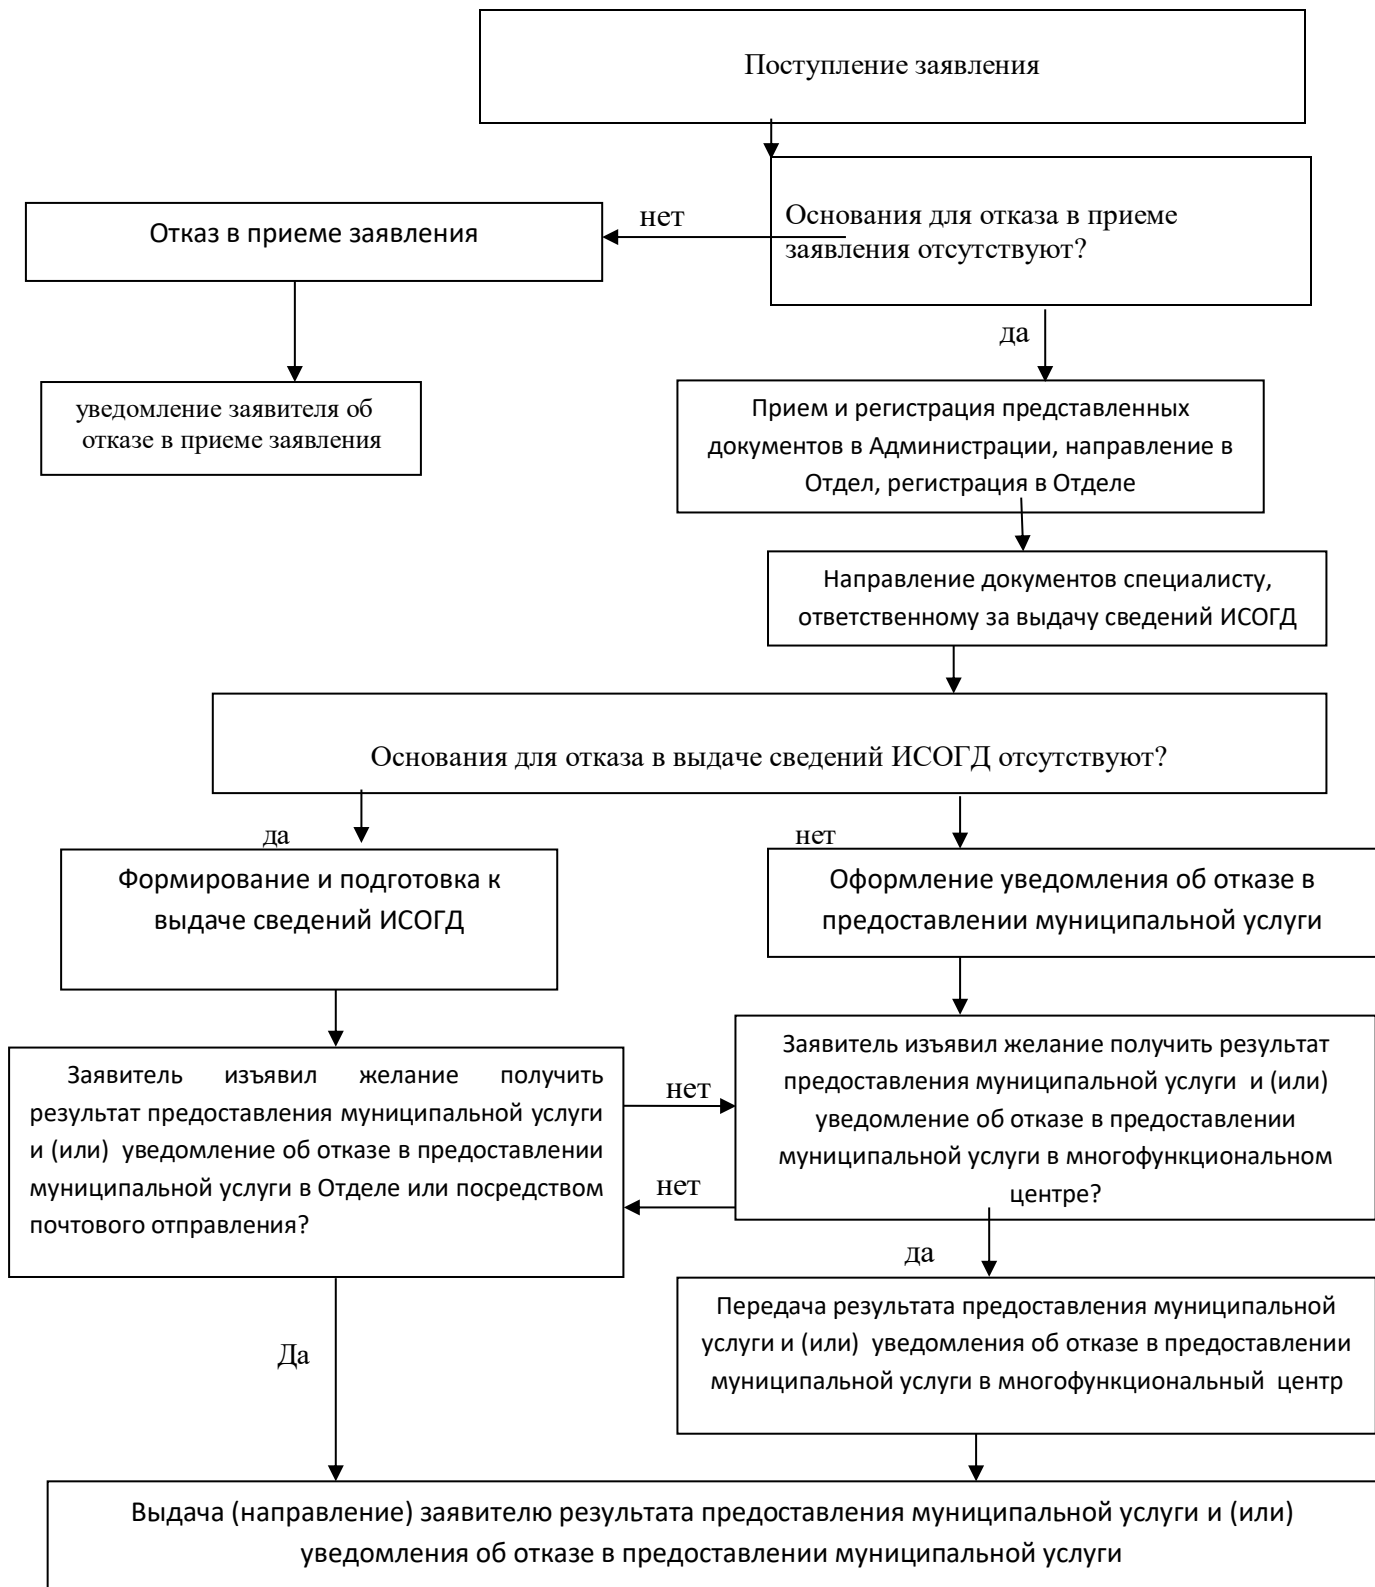 Поступление заявления
Основания для отказа в приеме
заявления отсутствуют?
нет
Отказ в приеме заявления
да
уведомление заявителя об
отказе в приеме заявления
Прием и регистрация представленных
документов в Администрации, направление в
Отдел, регистрация в Отделе
Направление документов специалисту,
ответственному за выдачу сведений ИСОГД
Основания для отказа в выдаче сведений ИСОГД отсутствуют?
да
нет
Формирование и подготовка к
выдаче сведений ИСОГД
Оформление уведомления об отказе в
предоставлении муниципальной услуги
Заявитель изъявил желание получить
результат предоставления муниципальной услуги
и (или) уведомление об отказе в предоставлении
муниципальной услуги в Отделе или посредством
почтового отправления?
нет
нет
Заявитель изъявил желание получить результат
предоставления муниципальной услуги и (или)
уведомление об отказе в предоставлении
муниципальной услуги в многофункциональном
центре?
да
Да
Передача результата предоставления муниципальной
услуги и (или) уведомления об отказе в предоставлении
муниципальной услуги в многофункциональный центр
Выдача (направление) заявителю результата предоставления муниципальной услуги и (или)
уведомления об отказе в предоставлении муниципальной услуги